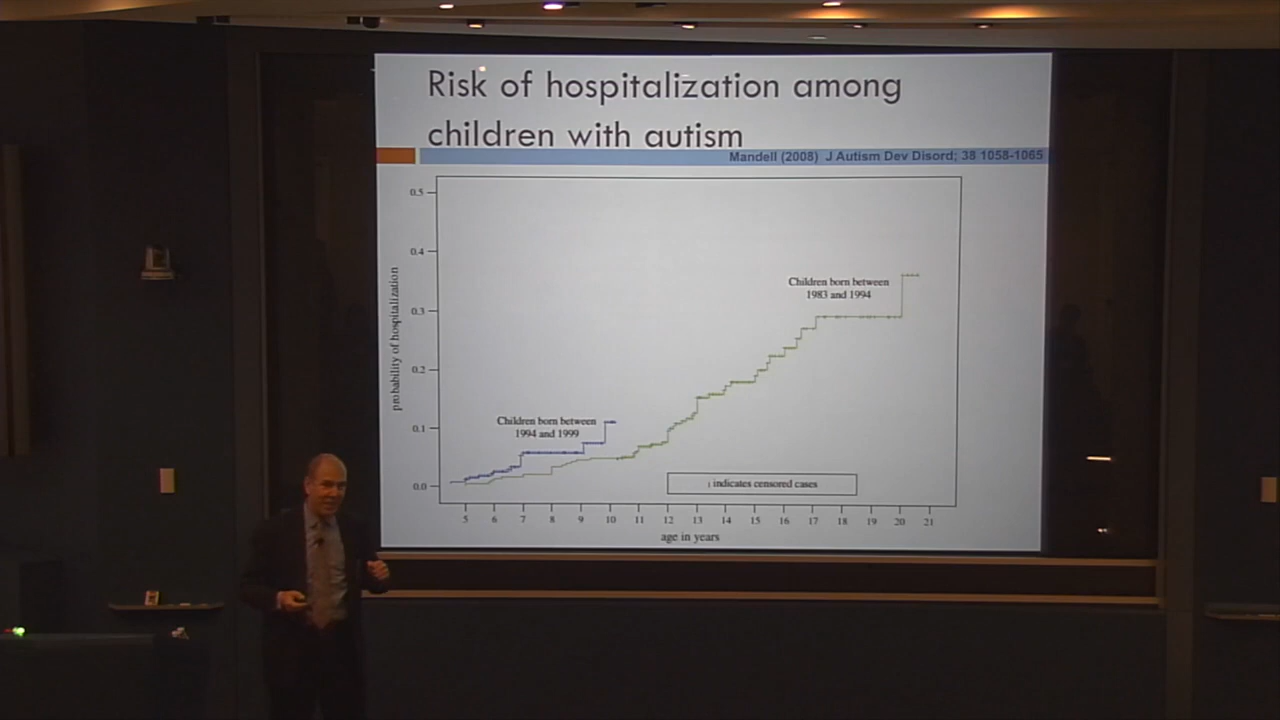 Risk of hospitalization among
children with autism
Mandell (2008) J Autism Dev Disord; 38 1058-1065
0.5
0.4
0.3
0.2
0.1
0.0
probability of hospitalization
Children born between
1983 and 1994
Children born between
1994 and 1999
indicates censored cases
5 6 7 8 9 10 11 12 13 14 15 16 17 18 19 20 21
age in years